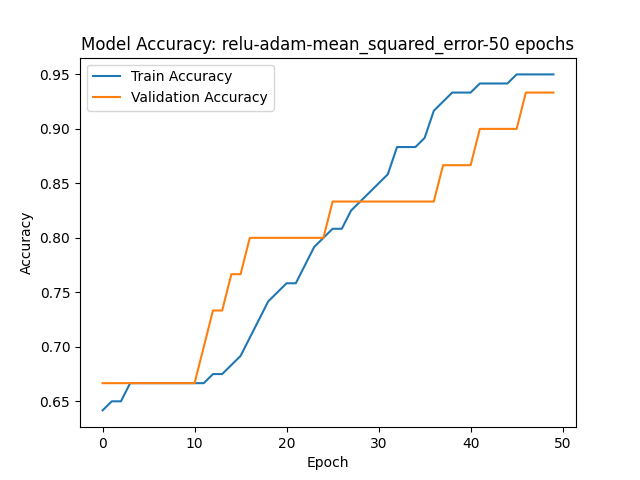 Model Accuracy: relu-adam-mean_squared_error-50 epochs
Train Accuracy
Validation Accuracy
0.95
0.90
0.85
0.80
0.75
0.70
0.65
Accuracy
0
10
20
30
40
50
Epoch